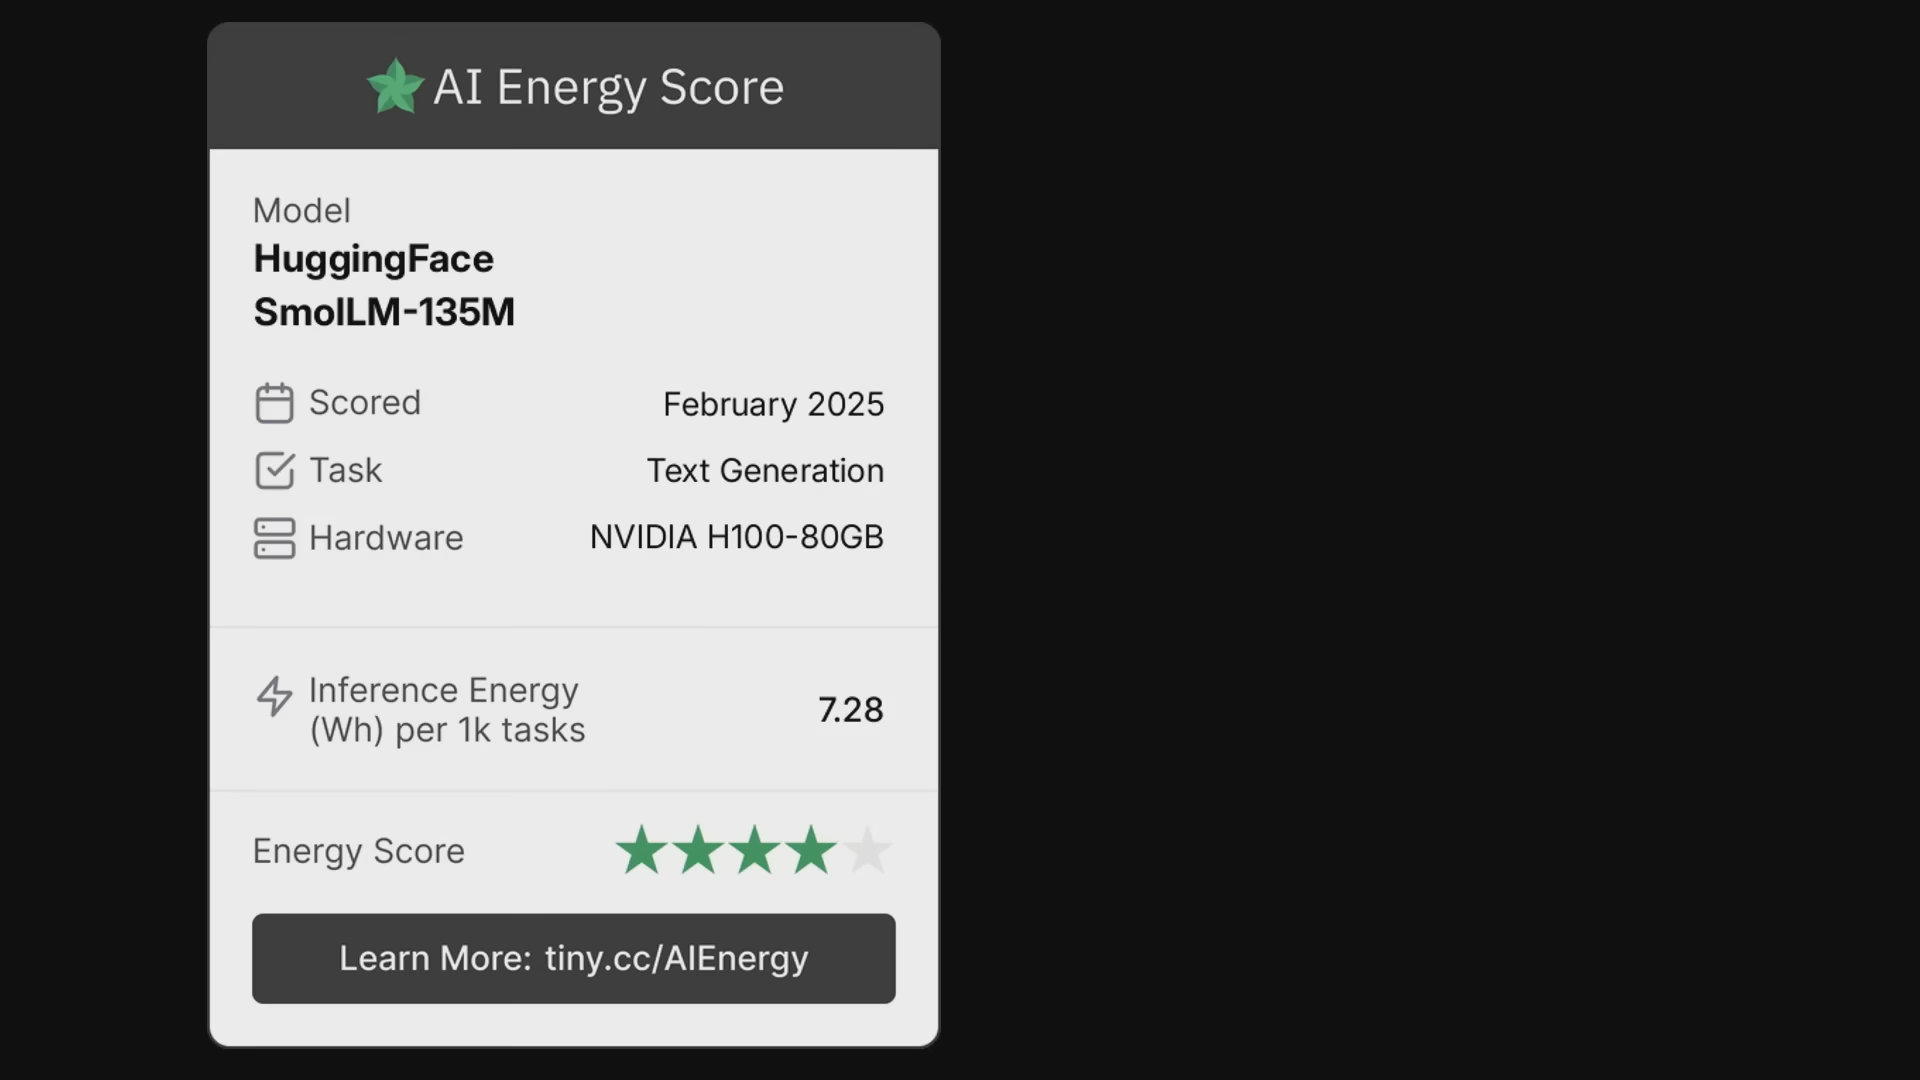 AI Energy Score
Model
HuggingFace
SmolLM-135M
Scored February 2025
Task Text Generation
Hardware NVIDIA H100-80GB
Inference Energy
(Wh) per 1k tasks 7.28
Energy Score
Learn More: tiny.cc/AIEnergy